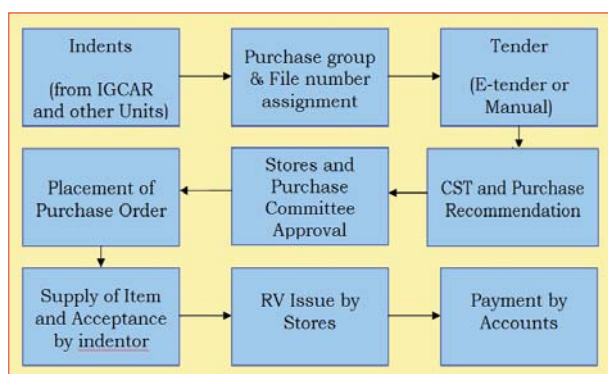 Indents
(from IGCAR
and other Units)
Purchase group
& File number
assignment
Tender
(E-tender or
Manual)
CST and Purchase
Recommendation
Stores and
Purchase
Committee
Approval
Placement of
Purchase Order
Supply of Item
and Acceptance
by indentor
RV Issue by
Stores
Payment by
Accounts